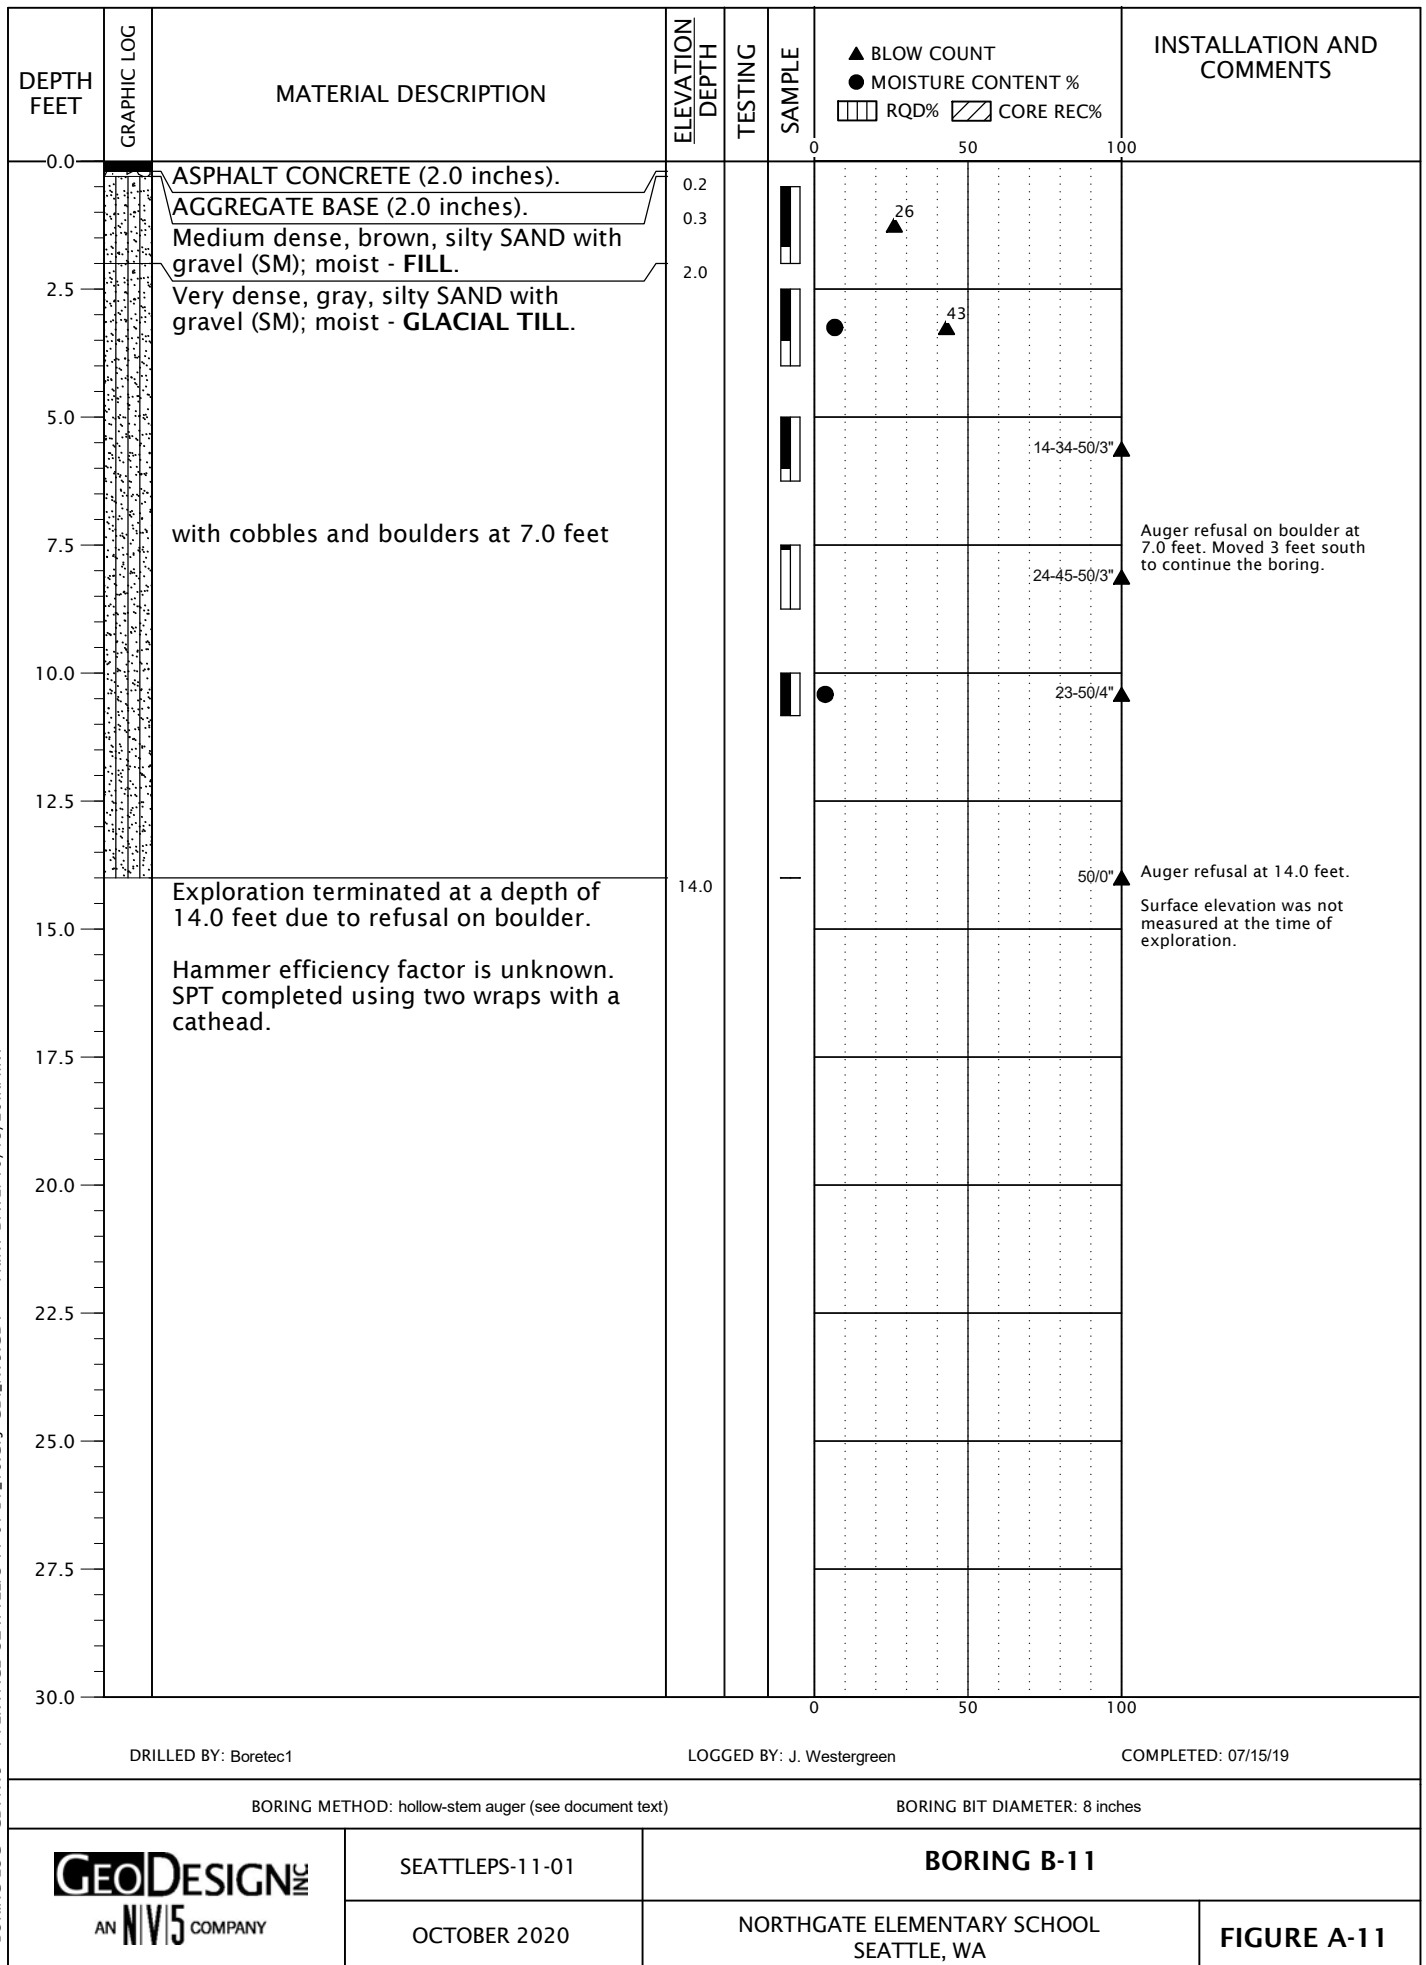 DEPTH
FEET
GRAPHIC LOG
MATERIAL DESCRIPTION
ELEVATION
DEPTH
TESTING
SAMPLE
▲ BLOW COUNT
● MOISTURE CONTENT %
RQD% CORE REC%
INSTALLATION AND
COMMENTS
0 50 100
0.0
ASPHALT CONCRETE (2.0 inches).
0.2
AGGREGATE BASE (2.0 inches).
0.3
26
Medium dense, brown, silty SAND with
gravel (SM); moist - FILL.
2.0
2.5
Very dense, gray, silty SAND with
gravel (SM); moist - GLACIAL TILL.
43
5.0
14-34-50/3"
with cobbles and boulders at 7.0 feet
Auger refusal on boulder at
7.0 feet. Moved 3 feet south
to continue the boring.
7.5
24-45-50/3"
10.0
23-50/4"
12.5
50/0"
Auger refusal at 14.0 feet.
Exploration terminated at a depth of
14.0 feet due to refusal on boulder.
14.0
Surface elevation was not
measured at the time of
exploration.
15.0
Hammer efficiency factor is unknown.
SPT completed using two wraps with a
cathead.
17.5
20.0
22.5
25.0
27.5
30.0
0 50 100
DRILLED BY: Boretec1
LOGGED BY: J. Westergreen
COMPLETED: 07/15/19
BORING METHOD: hollow-stem auger (see document text)
BORING BIT DIAMETER: 8 inches
GEODESIGN INC
AN N|V|5 COMPANY
SEATTLEPS-11-01
OCTOBER 2020
BORING B-11
NORTHGATE ELEMENTARY SCHOOL
SEATTLE, WA
FIGURE A-11